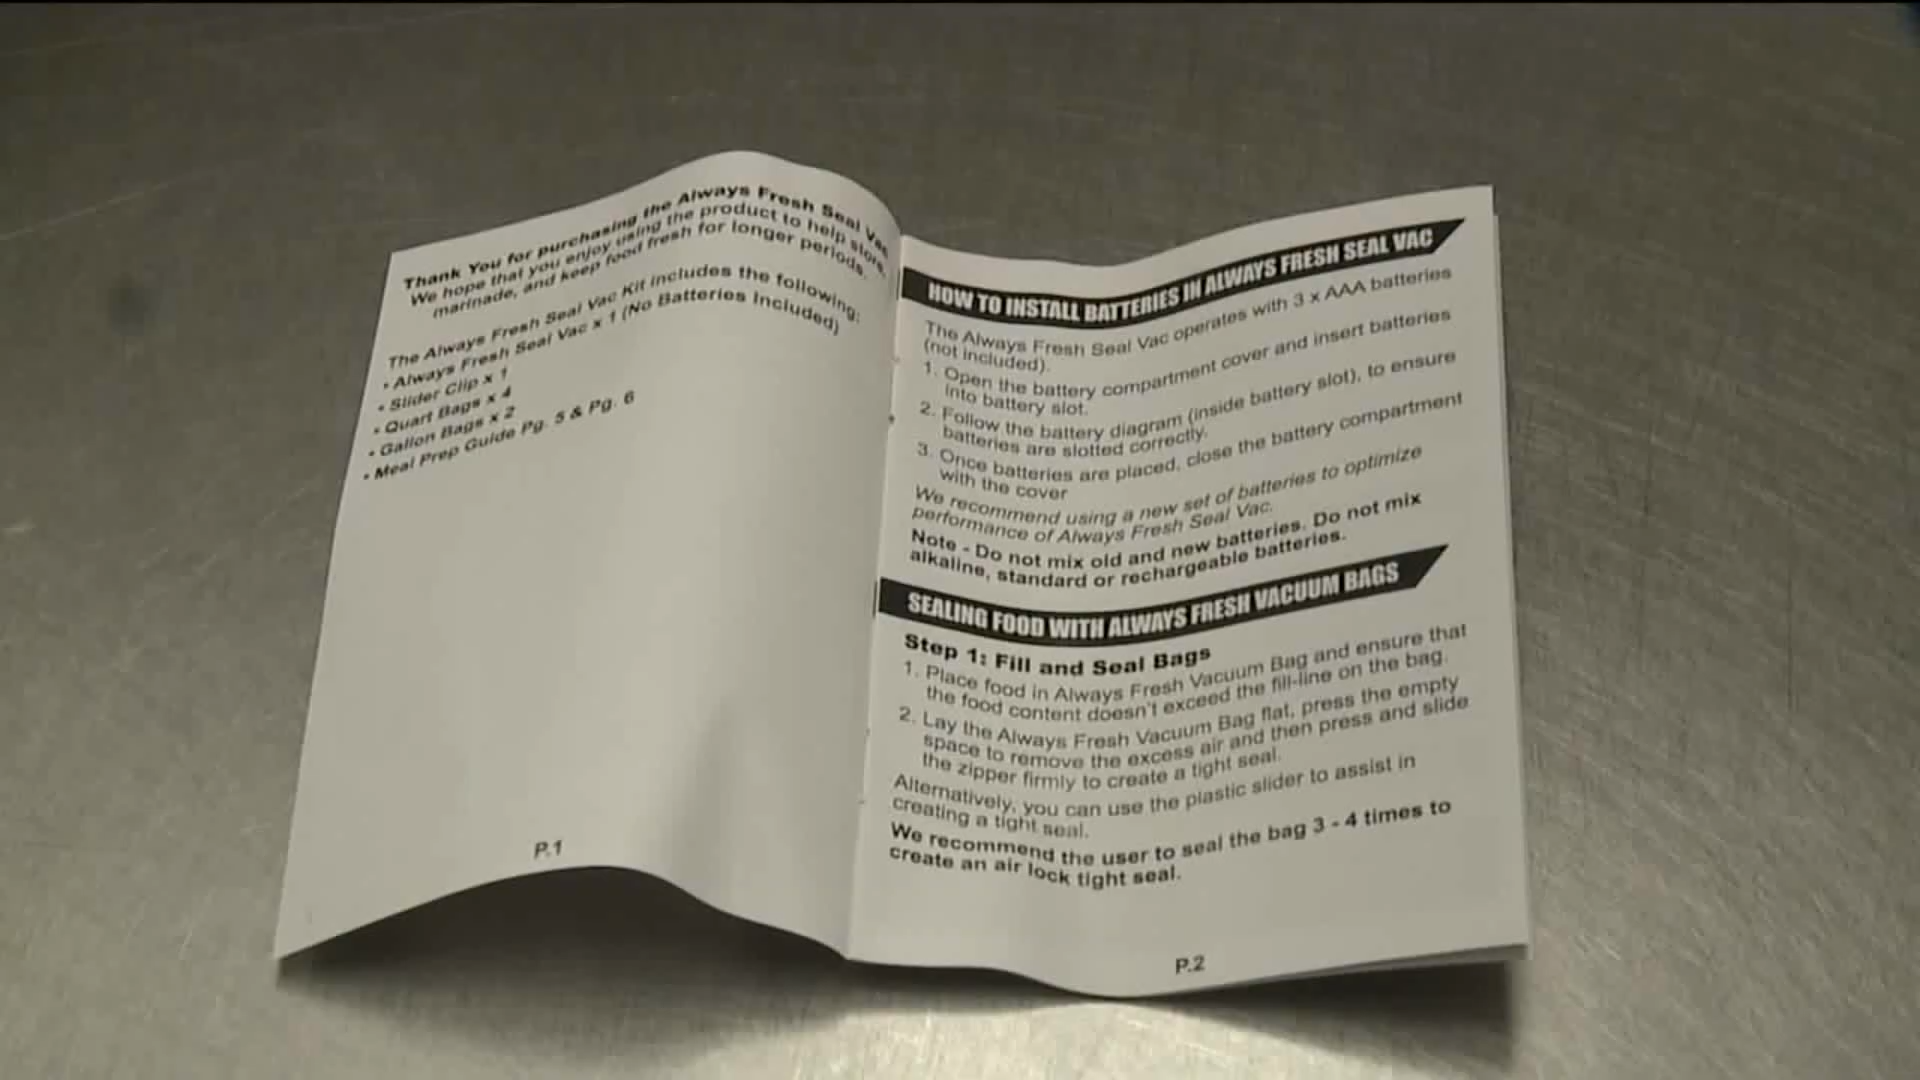 Thank You for purchasing the Always Fresh Seal Vac
We hope that you enjoy using the product to help store,
marinade, and keep food fresh for longer periods.
The Always Fresh Seal Vac Kit includes the following:
• Always Fresh Seal Vac x 1 (No Batteries Included)
• Slider Clip x 1
• Quart Bags x 4
• Gallon Bags x 2
• Meal Prep Guide Pg. 5 & Pg. 6
P.1
HOW TO INSTALL BATTERIES IN ALWAYS FRESH SEAL VAC
The Always Fresh Seal Vac operates with 3 x AAA batteries
(not included).
1. Open the battery compartment cover and insert batteries
into battery slot.
2. Follow the battery diagram (inside battery slot), to ensure
batteries are slotted correctly.
3. Once batteries are placed, close the battery compartment
with the cover
We recommend using a new set of batteries to optimize
performance of Always Fresh Seal Vac.
Note - Do not mix old and new batteries. Do not mix
alkaline, standard or rechargeable batteries.
SEALING FOOD WITH ALWAYS FRESH VACUUM BAGS
Step 1: Fill and Seal Bags
1. Place food in Always Fresh Vacuum Bag and ensure that
the food content doesn't exceed the fill-line on the bag.
2. Lay the Always Fresh Vacuum Bag flat, press the empty
space to remove the excess air and then press and slide
the zipper firmly to create a tight seal.
Alternatively, you can use the plastic slider to assist in
creating a tight seal.
We recommend the user to seal the bag 3 - 4 times to
create an air lock tight seal.
P.2